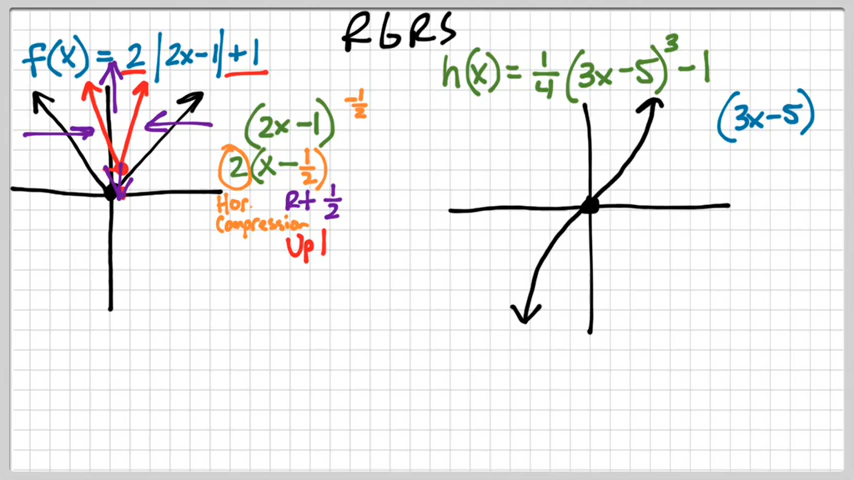 RGRS
f(x) = 2|2x-1|+1
(2x-1)
-1/2
2(x-1/2)
Hor. Compression
Rt 1/2
Up 1
h(x) = 1/4(3x-5)³-1
(3x-5)